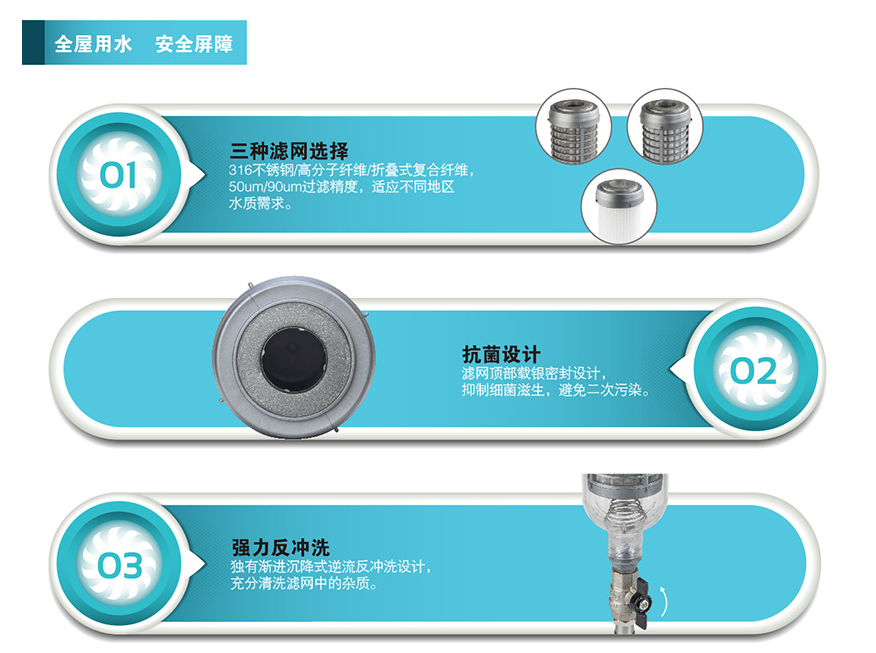 全屋用水 安全屏障
01
三种滤网选择
316不锈钢/高分子纤维/折叠式复合纤维，
50um/90um过滤精度，适应不同地区
水质需求。
抗菌设计
滤网顶部载银密封设计，
抑制细菌滋生，避免二次污染。
02
03
强力反冲洗
独有渐进沉降式逆流反冲洗设计，
充分清洗滤网中的杂质。